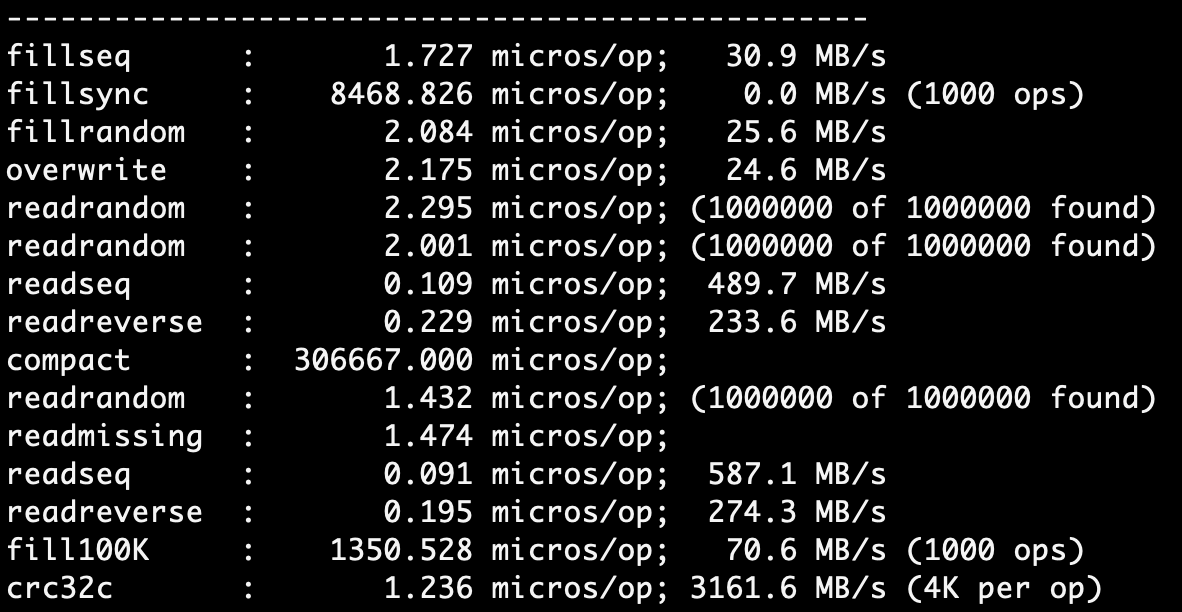 ------------------------------------------------
fillseq      :       1.727 micros/op;   30.9 MB/s
fillsync     :    8468.826 micros/op;    0.0 MB/s (1000 ops)
fillrandom   :       2.084 micros/op;   25.6 MB/s
overwrite    :       2.175 micros/op;   24.6 MB/s
readrandom   :       2.295 micros/op; (1000000 of 1000000 found)
readrandom   :       2.001 micros/op; (1000000 of 1000000 found)
readseq      :       0.109 micros/op;  489.7 MB/s
readreverse  :       0.229 micros/op;  233.6 MB/s
compact      :  306667.000 micros/op;
readrandom   :       1.432 micros/op; (1000000 of 1000000 found)
readmissing  :       1.474 micros/op;
readseq      :       0.091 micros/op;  587.1 MB/s
readreverse  :       0.195 micros/op;  274.3 MB/s
fill100K     :    1350.528 micros/op;   70.6 MB/s (1000 ops)
crc32c       :       1.236 micros/op; 3161.6 MB/s (4K per op)